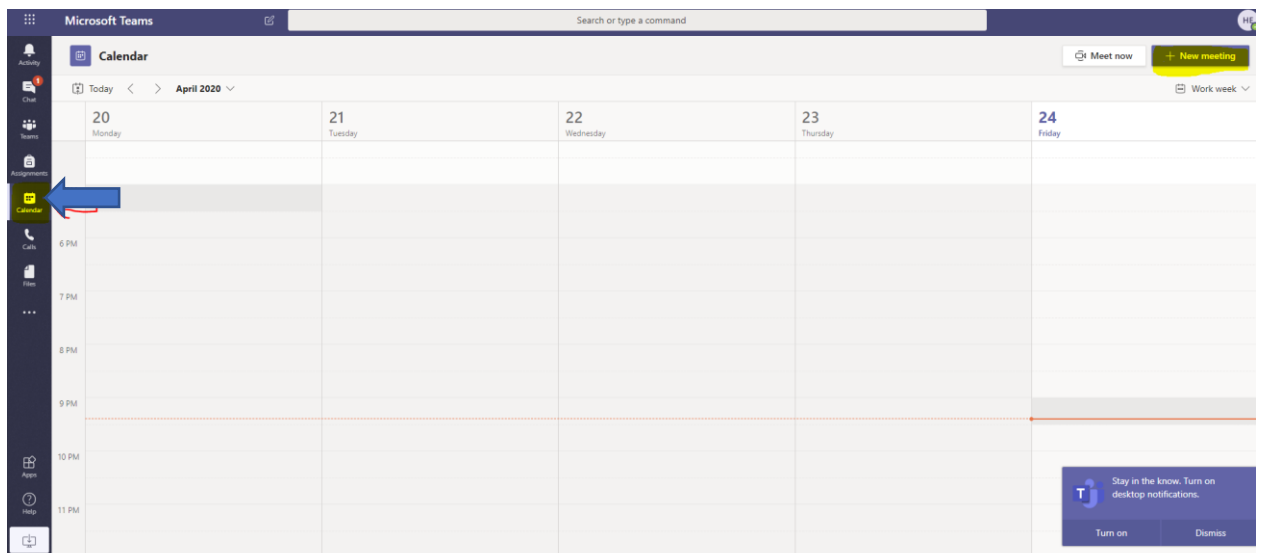 Microsoft Teams
Search or type a command
HE
Activity
1
Chat
Teams
Assignments
Calendar
Calls
Files
Apps
Help
Calendar
Meet now
+ New meeting
Today
April 2020
Work week
20
Monday
21
Tuesday
22
Wednesday
23
Thursday
24
Friday
6 PM
7 PM
8 PM
9 PM
10 PM
11 PM
T
Stay in the know. Turn on
desktop notifications.
Turn on
Dismiss